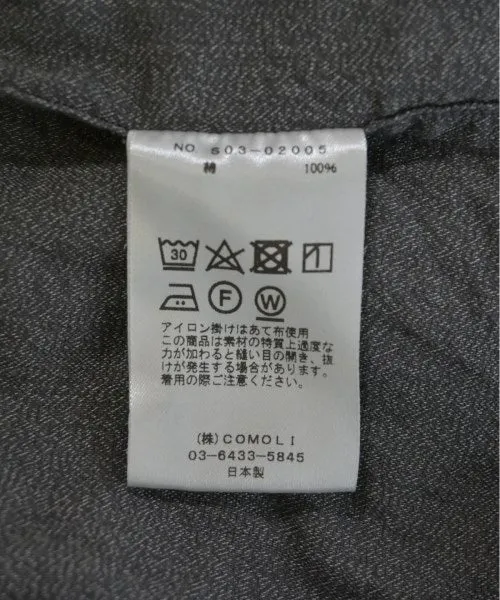 NO s03-02005
綿 100%
30
F W
アイロン掛けはあて布使用
この商品は素材の特質上過度な
力が加わると縫い目の開き、抜
けが発生する場合があります。
着用の際ご注意ください。
(株)COMOLI
03-6433-5845
日本製